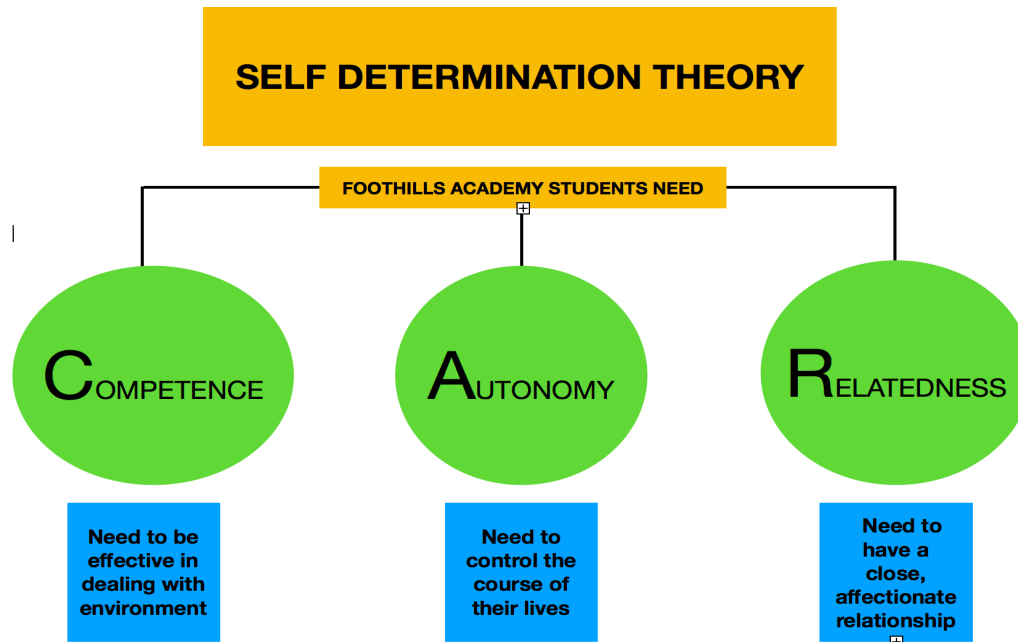 SELF DETERMINATION THEORY
FOOTHILLS ACADEMY STUDENTS NEED
COMPETENCE
AUTONOMY
RELATEDNESS
Need to be
effective in
dealing with
environment
Need to
control the
course of
their lives
Need to
have a
close,
affectionate
relationship